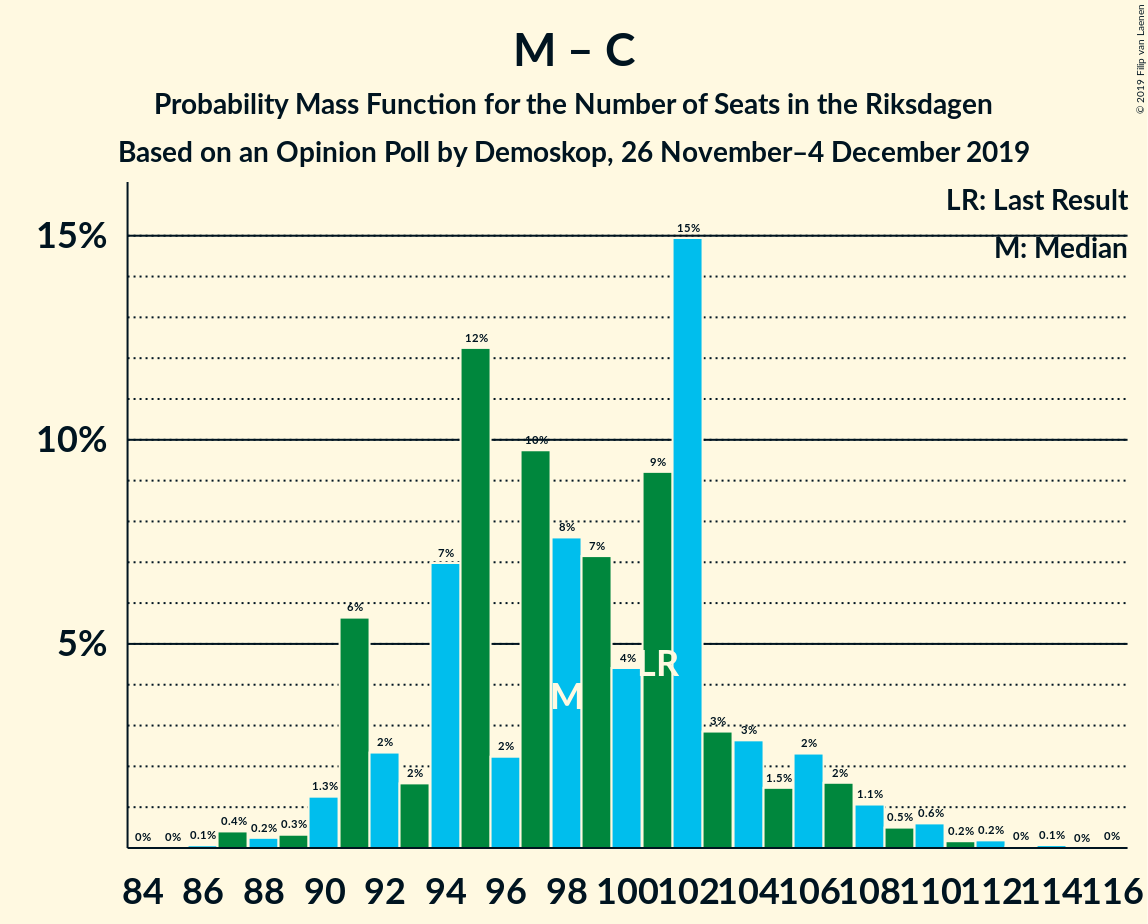 M – C
Probability Mass Function for the Number of Seats in the Riksdagen
Based on an Opinion Poll by Demoskop, 26 November–4 December 2019
© 2019 Filip van Laenen
LR: Last Result
M: Median
15%
10%
5%
0% 0% 0.1% 0.4% 0.2% 0.3% 1.3% 6% 2% 2% 7% 12% 2% 10% 8% 7% 4% 9% 15% 3% 3% 1.5% 2% 2% 1.1% 0.5% 0.6% 0.2% 0.2% 0% 0.1% 0% 0%
M LR
84 86 88 90 92 94 96 98 100 102 104 106 108 110 112 114 116